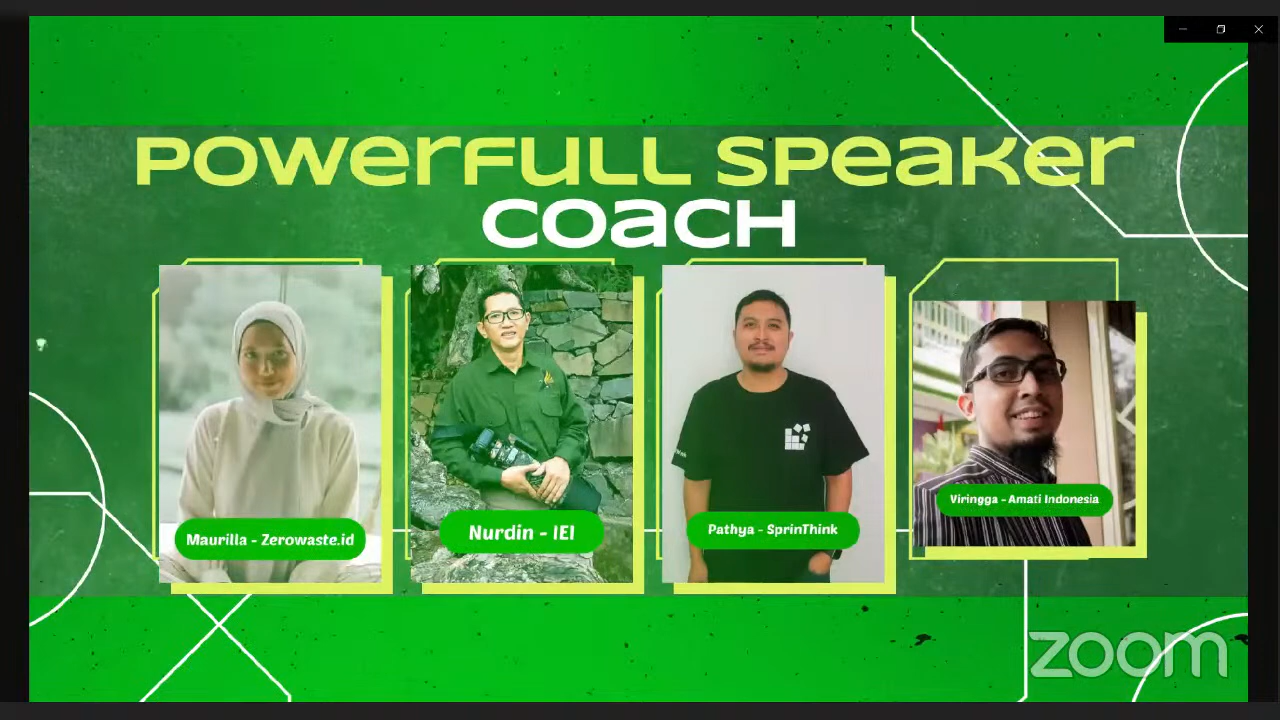 POWERFULL SPEAKER
COACH
Maurilla - Zerowaste.id
Nurdin - IEI
Pathya - SprinThink
Viringga - Amati Indonesia
zoom